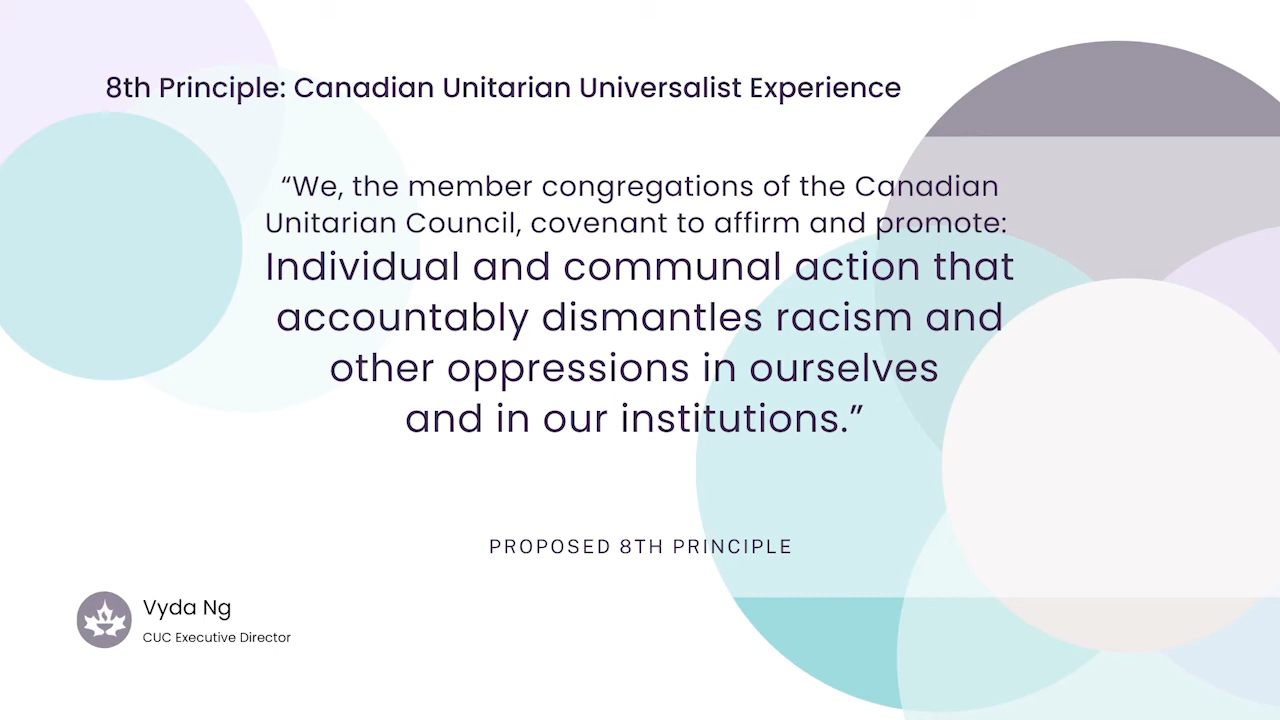 8th Principle: Canadian Unitarian Universalist Experience
“We, the member congregations of the Canadian
Unitarian Council, covenant to affirm and promote:
Individual and communal action that
accountably dismantles racism and
other oppressions in ourselves
and in our institutions.”
PROPOSED 8TH PRINCIPLE
Vyda Ng
CUC Executive Director